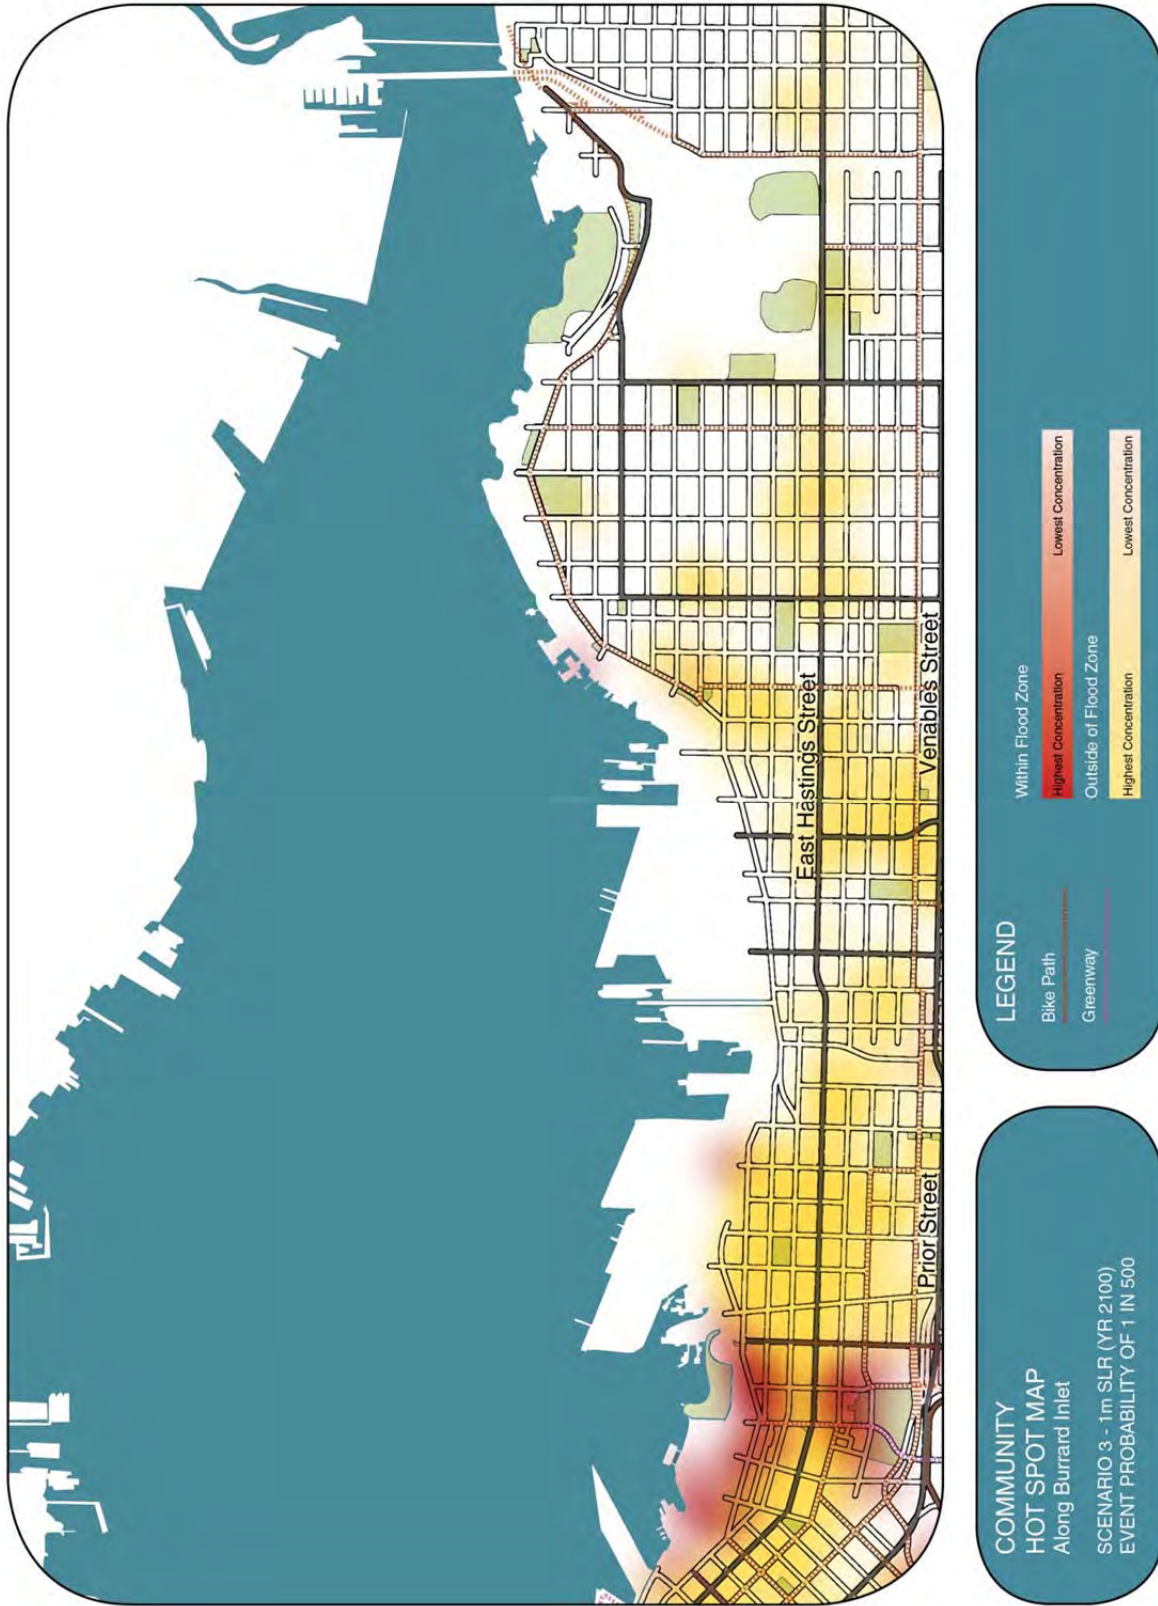 East Hastings Street
Venables Street
Prior Street
COMMUNITY
HOT SPOT MAP
Along Burrard Inlet
SCENARIO 3 - 1m SLR (YR 2100)
EVENT PROBABILITY OF 1 IN 500
LEGEND
Bike Path
Greenway
Within Flood Zone
Highest Concentration
Lowest Concentration
Outside of Flood Zone
Highest Concentration
Lowest Concentration